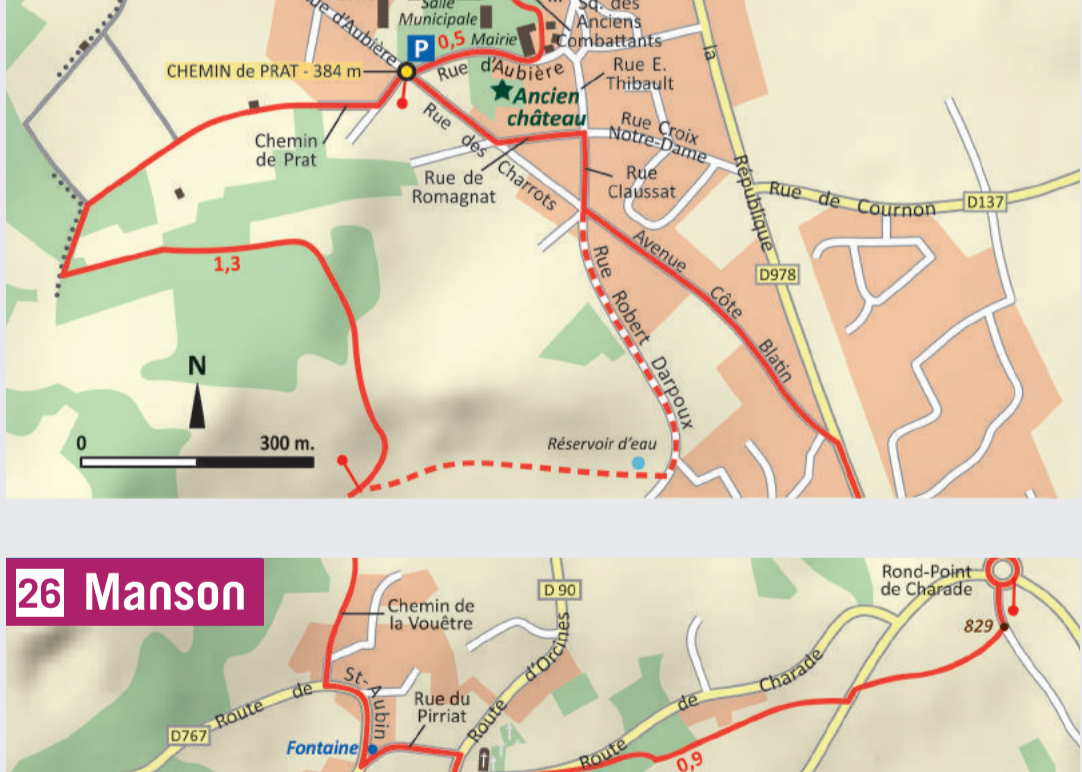 Salle
Municipale
Sq. des
Anciens
Combattants
Rue d'Aubière
P
0,5
Mairie
la
CHEMIN de PRAT - 384 m
Rue d'Aubière
Rue E.
Thibault
Ancien
château
Chemin
de Prat
Rue des Charrots
Rue Croix
Notre-Dame
Rue de
Romagnat
Rue
Claussat
République
Rue de Cournon
D137
1,3
Avenue Côte Blatin
D978
Rue Robert Darpoux
N
0
300 m.
Réservoir d'eau
26 Manson
Chemin de
la Vouêtre
D 90
Rond-Point
de Charade
829
Route de
St-Aubin
Rue du
Pirriat
Route d'Orcines
Route de Charade
D767
Fontaine
0,9